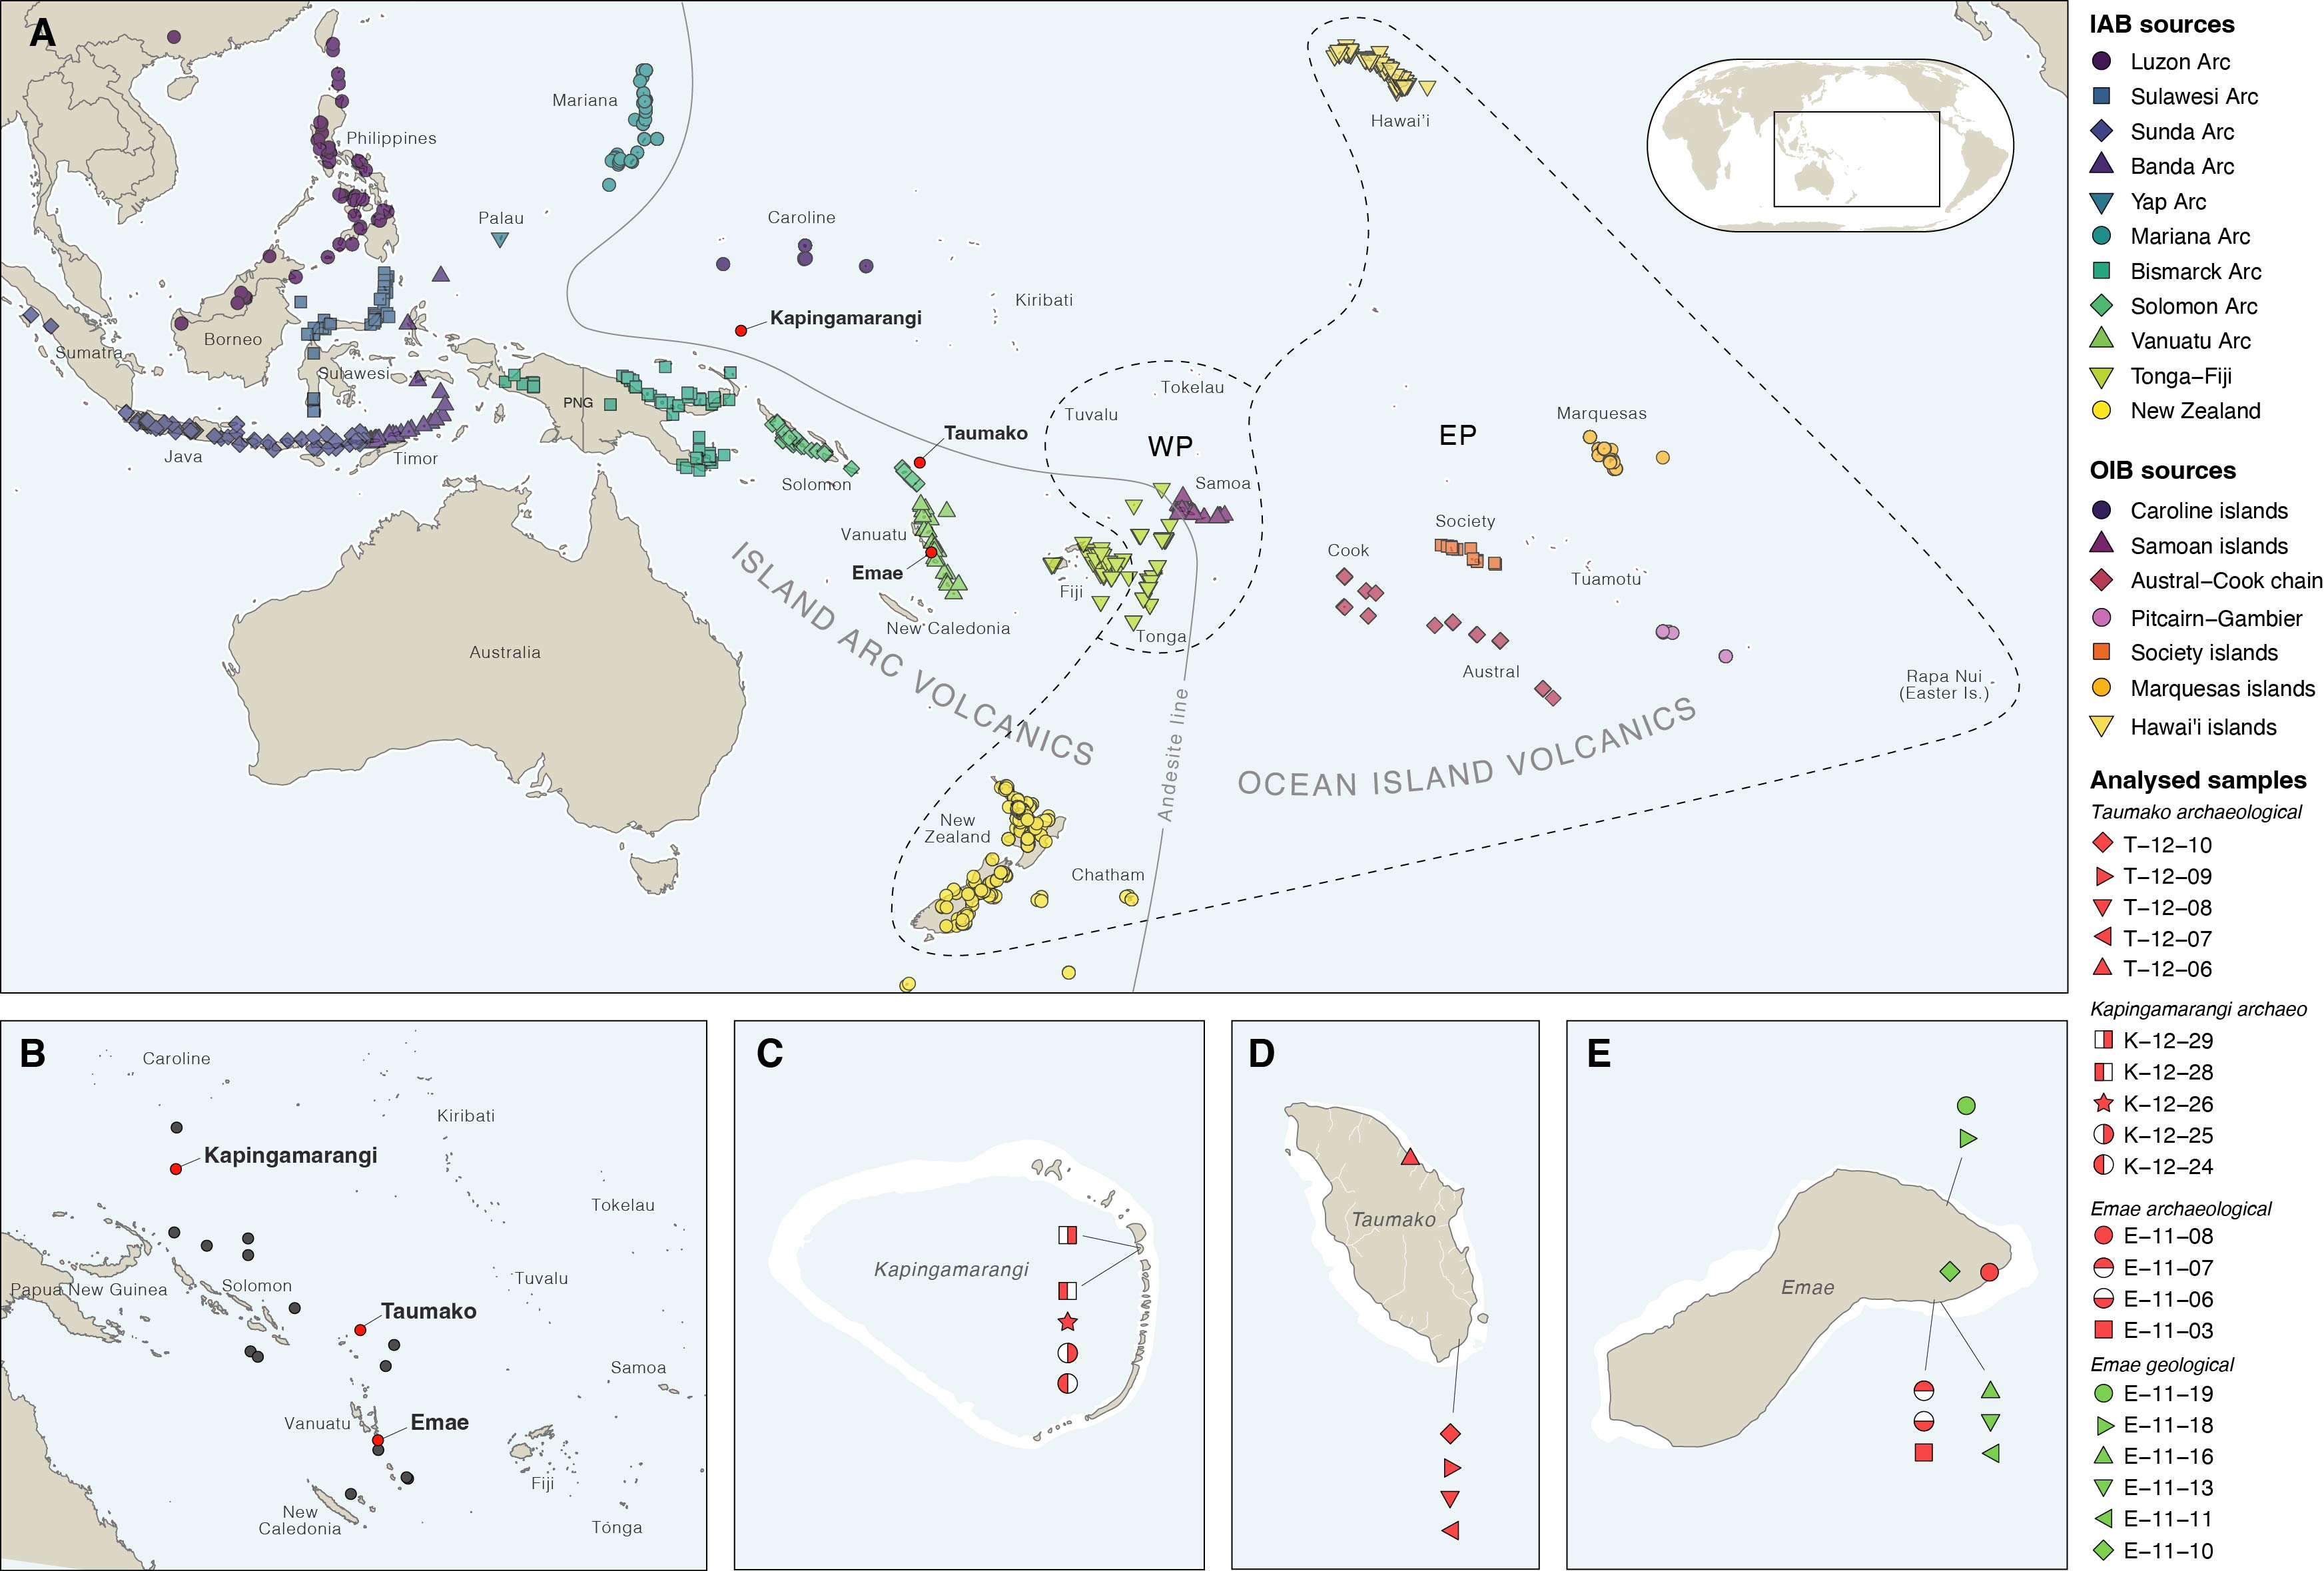 A
Mariana
Philippines
Palau
Caroline
Hawai'i
Kapingamarangi
Kiribati
Borneo
Sumatra
Sulawesi
PNG
Java
Timor
Tokelau
Tuvalu
WP
EP
Marquesas
Taumako
Solomon
Samoa
Vanuatu
Emae
Society
Cook
Fiji
Tuamotu
New Caledonia
Tonga
Australia
Austral
Rapa Nui
(Easter Is.)
ISLAND ARC VOLCANICS
Andesite line
OCEAN ISLAND VOLCANICS
New
Zealand
Chatham
IAB sources
Luzon Arc
Sulawesi Arc
Sunda Arc
Banda Arc
Yap Arc
Mariana Arc
Bismarck Arc
Solomon Arc
Vanuatu Arc
Tonga–Fiji
New Zealand
OIB sources
Caroline islands
Samoan islands
Austral–Cook chain
Pitcairn–Gambier
Society islands
Marquesas islands
Hawai'i islands
Analysed samples
Taumako archaeological
T–12–10
T–12–09
T–12–08
T–12–07
T–12–06
Kapingamarangi archaeo
K–12–29
K–12–28
K–12–26
K–12–25
K–12–24
Emae archaeological
E–11–08
E–11–07
E–11–06
E–11–03
Emae geological
E–11–19
E–11–18
E–11–16
E–11–13
E–11–11
E–11–10
B
Caroline
Kiribati
Kapingamarangi
Tokelau
Papua New Guinea
Solomon
Tuvalu
Taumako
Samoa
Vanuatu
Emae
Fiji
New
Caledonia
Tonga
C
Kapingamarangi
D
Taumako
E
Emae